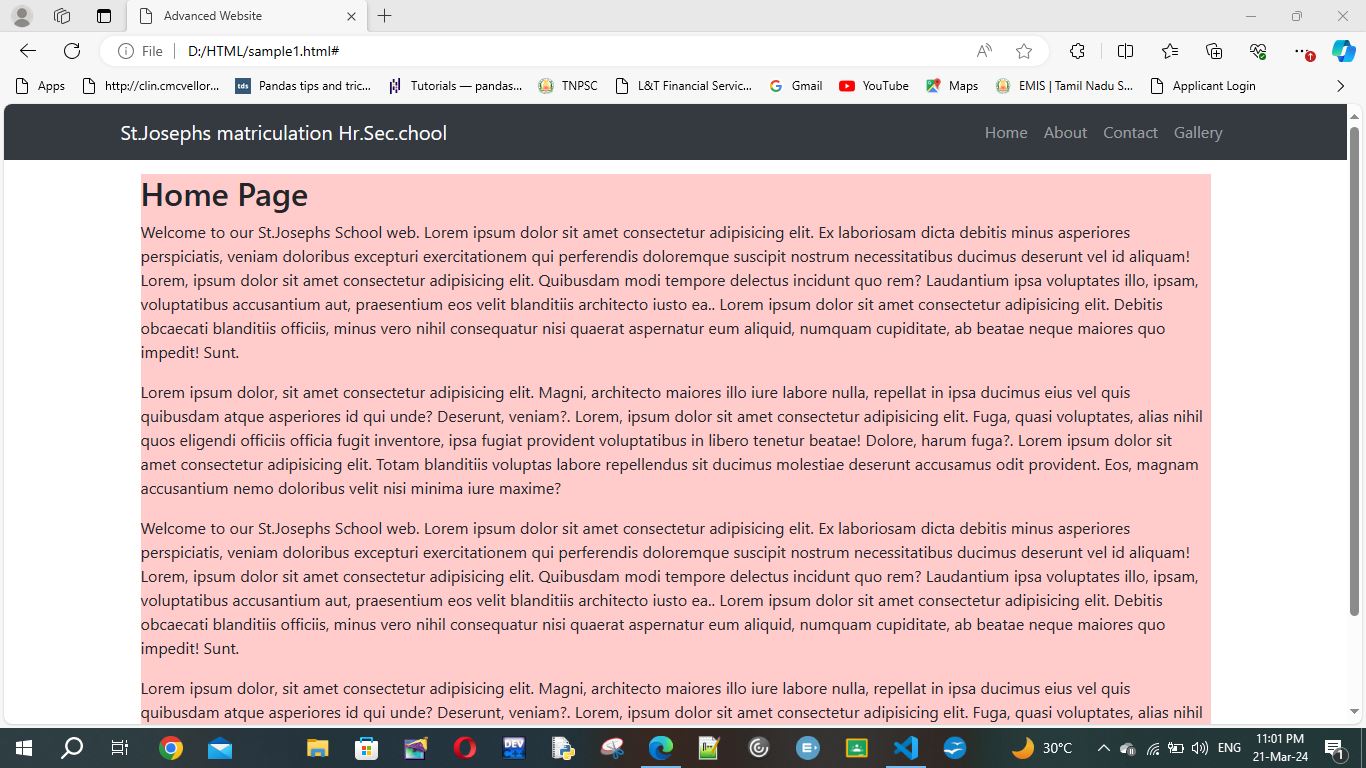 Advanced Website
File
D:/HTML/sample1.html#
Apps
http://clin.cmcvellor...
tds
Pandas tips and tric...
Tutorials — pandas...
TNPSC
L&T Financial Servic...
Gmail
YouTube
Maps
EMIS | Tamil Nadu S...
Applicant Login
St.Josephs matriculation Hr.Sec.chool
Home About Contact Gallery
Home Page
Welcome to our St.Josephs School web. Lorem ipsum dolor sit amet consectetur adipisicing elit. Ex laboriosam dicta debitis minus asperiores
perspiciatis, veniam doloribus excepturi exercitationem qui perferendis doloremque suscipit nostrum necessitatibus ducimus deserunt vel id aliquam!
Lorem, ipsum dolor sit amet consectetur adipisicing elit. Quibusdam modi tempore delectus incidunt quo rem? Laudantium ipsa voluptates illo, ipsam,
voluptatibus accusantium aut, praesentium eos velit blanditiis architecto iusto ea.. Lorem ipsum dolor sit amet consectetur adipisicing elit. Debitis
obcaecati blanditiis officiis, minus vero nihil consequatur nisi quaerat aspernatur eum aliquid, numquam cupiditate, ab beatae neque maiores quo
impedit! Sunt.
Lorem ipsum dolor, sit amet consectetur adipisicing elit. Magni, architecto maiores illo iure labore nulla, repellat in ipsa ducimus eius vel quis
quibusdam atque asperiores id qui unde? Deserunt, veniam?. Lorem, ipsum dolor sit amet consectetur adipisicing elit. Fuga, quasi voluptates, alias nihil
quos eligendi officiis officia fugit inventore, ipsa fugiat provident voluptatibus in libero tenetur beatae! Dolore, harum fuga?. Lorem ipsum dolor sit
amet consectetur adipisicing elit. Totam blanditiis voluptas labore repellendus sit ducimus molestiae deserunt accusamus odit provident. Eos, magnam
accusantium nemo doloribus velit nisi minima iure maxime?
Welcome to our St.Josephs School web. Lorem ipsum dolor sit amet consectetur adipisicing elit. Ex laboriosam dicta debitis minus asperiores
perspiciatis, veniam doloribus excepturi exercitationem qui perferendis doloremque suscipit nostrum necessitatibus ducimus deserunt vel id aliquam!
Lorem, ipsum dolor sit amet consectetur adipisicing elit. Quibusdam modi tempore delectus incidunt quo rem? Laudantium ipsa voluptates illo, ipsam,
voluptatibus accusantium aut, praesentium eos velit blanditiis architecto iusto ea.. Lorem ipsum dolor sit amet consectetur adipisicing elit. Debitis
obcaecati blanditiis officiis, minus vero nihil consequatur nisi quaerat aspernatur eum aliquid, numquam cupiditate, ab beatae neque maiores quo
impedit! Sunt.
Lorem ipsum dolor, sit amet consectetur adipisicing elit. Magni, architecto maiores illo iure labore nulla, repellat in ipsa ducimus eius vel quis
quibusdam atque asperiores id qui unde? Deserunt, veniam?. Lorem, ipsum dolor sit amet consectetur adipisicing elit. Fuga, quasi voluptates, alias nihil
DEV
30°C
ENG
11:01 PM
21-Mar-24
1